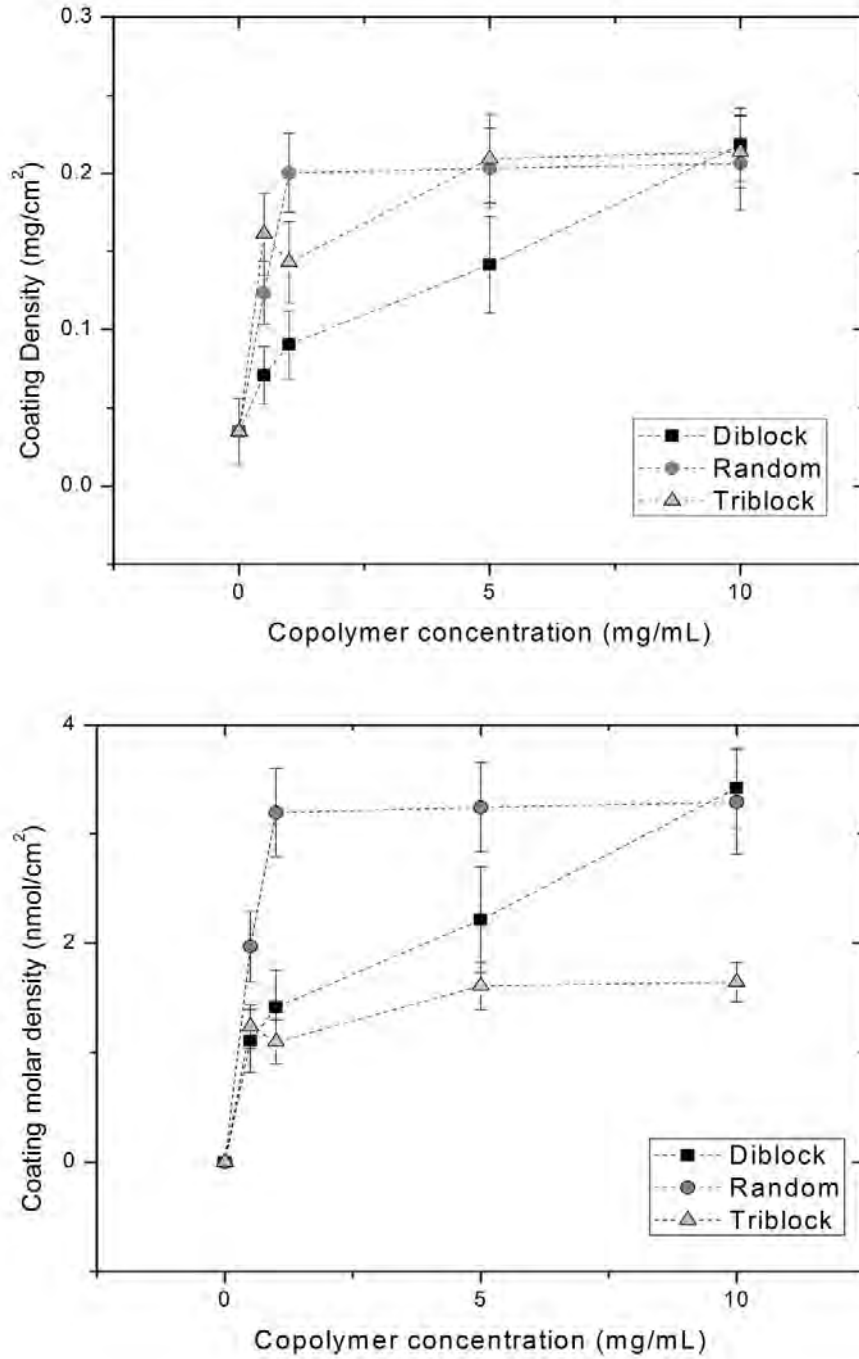 0.3
0.2
0.1
0.0
Coating Density (mg/cm²)
Diblock
Random
Triblock
0 5 10
Copolymer concentration (mg/mL)
4
2
0
Coating molar density (nmol/cm²)
Diblock
Random
Triblock
0 5 10
Copolymer concentration (mg/mL)